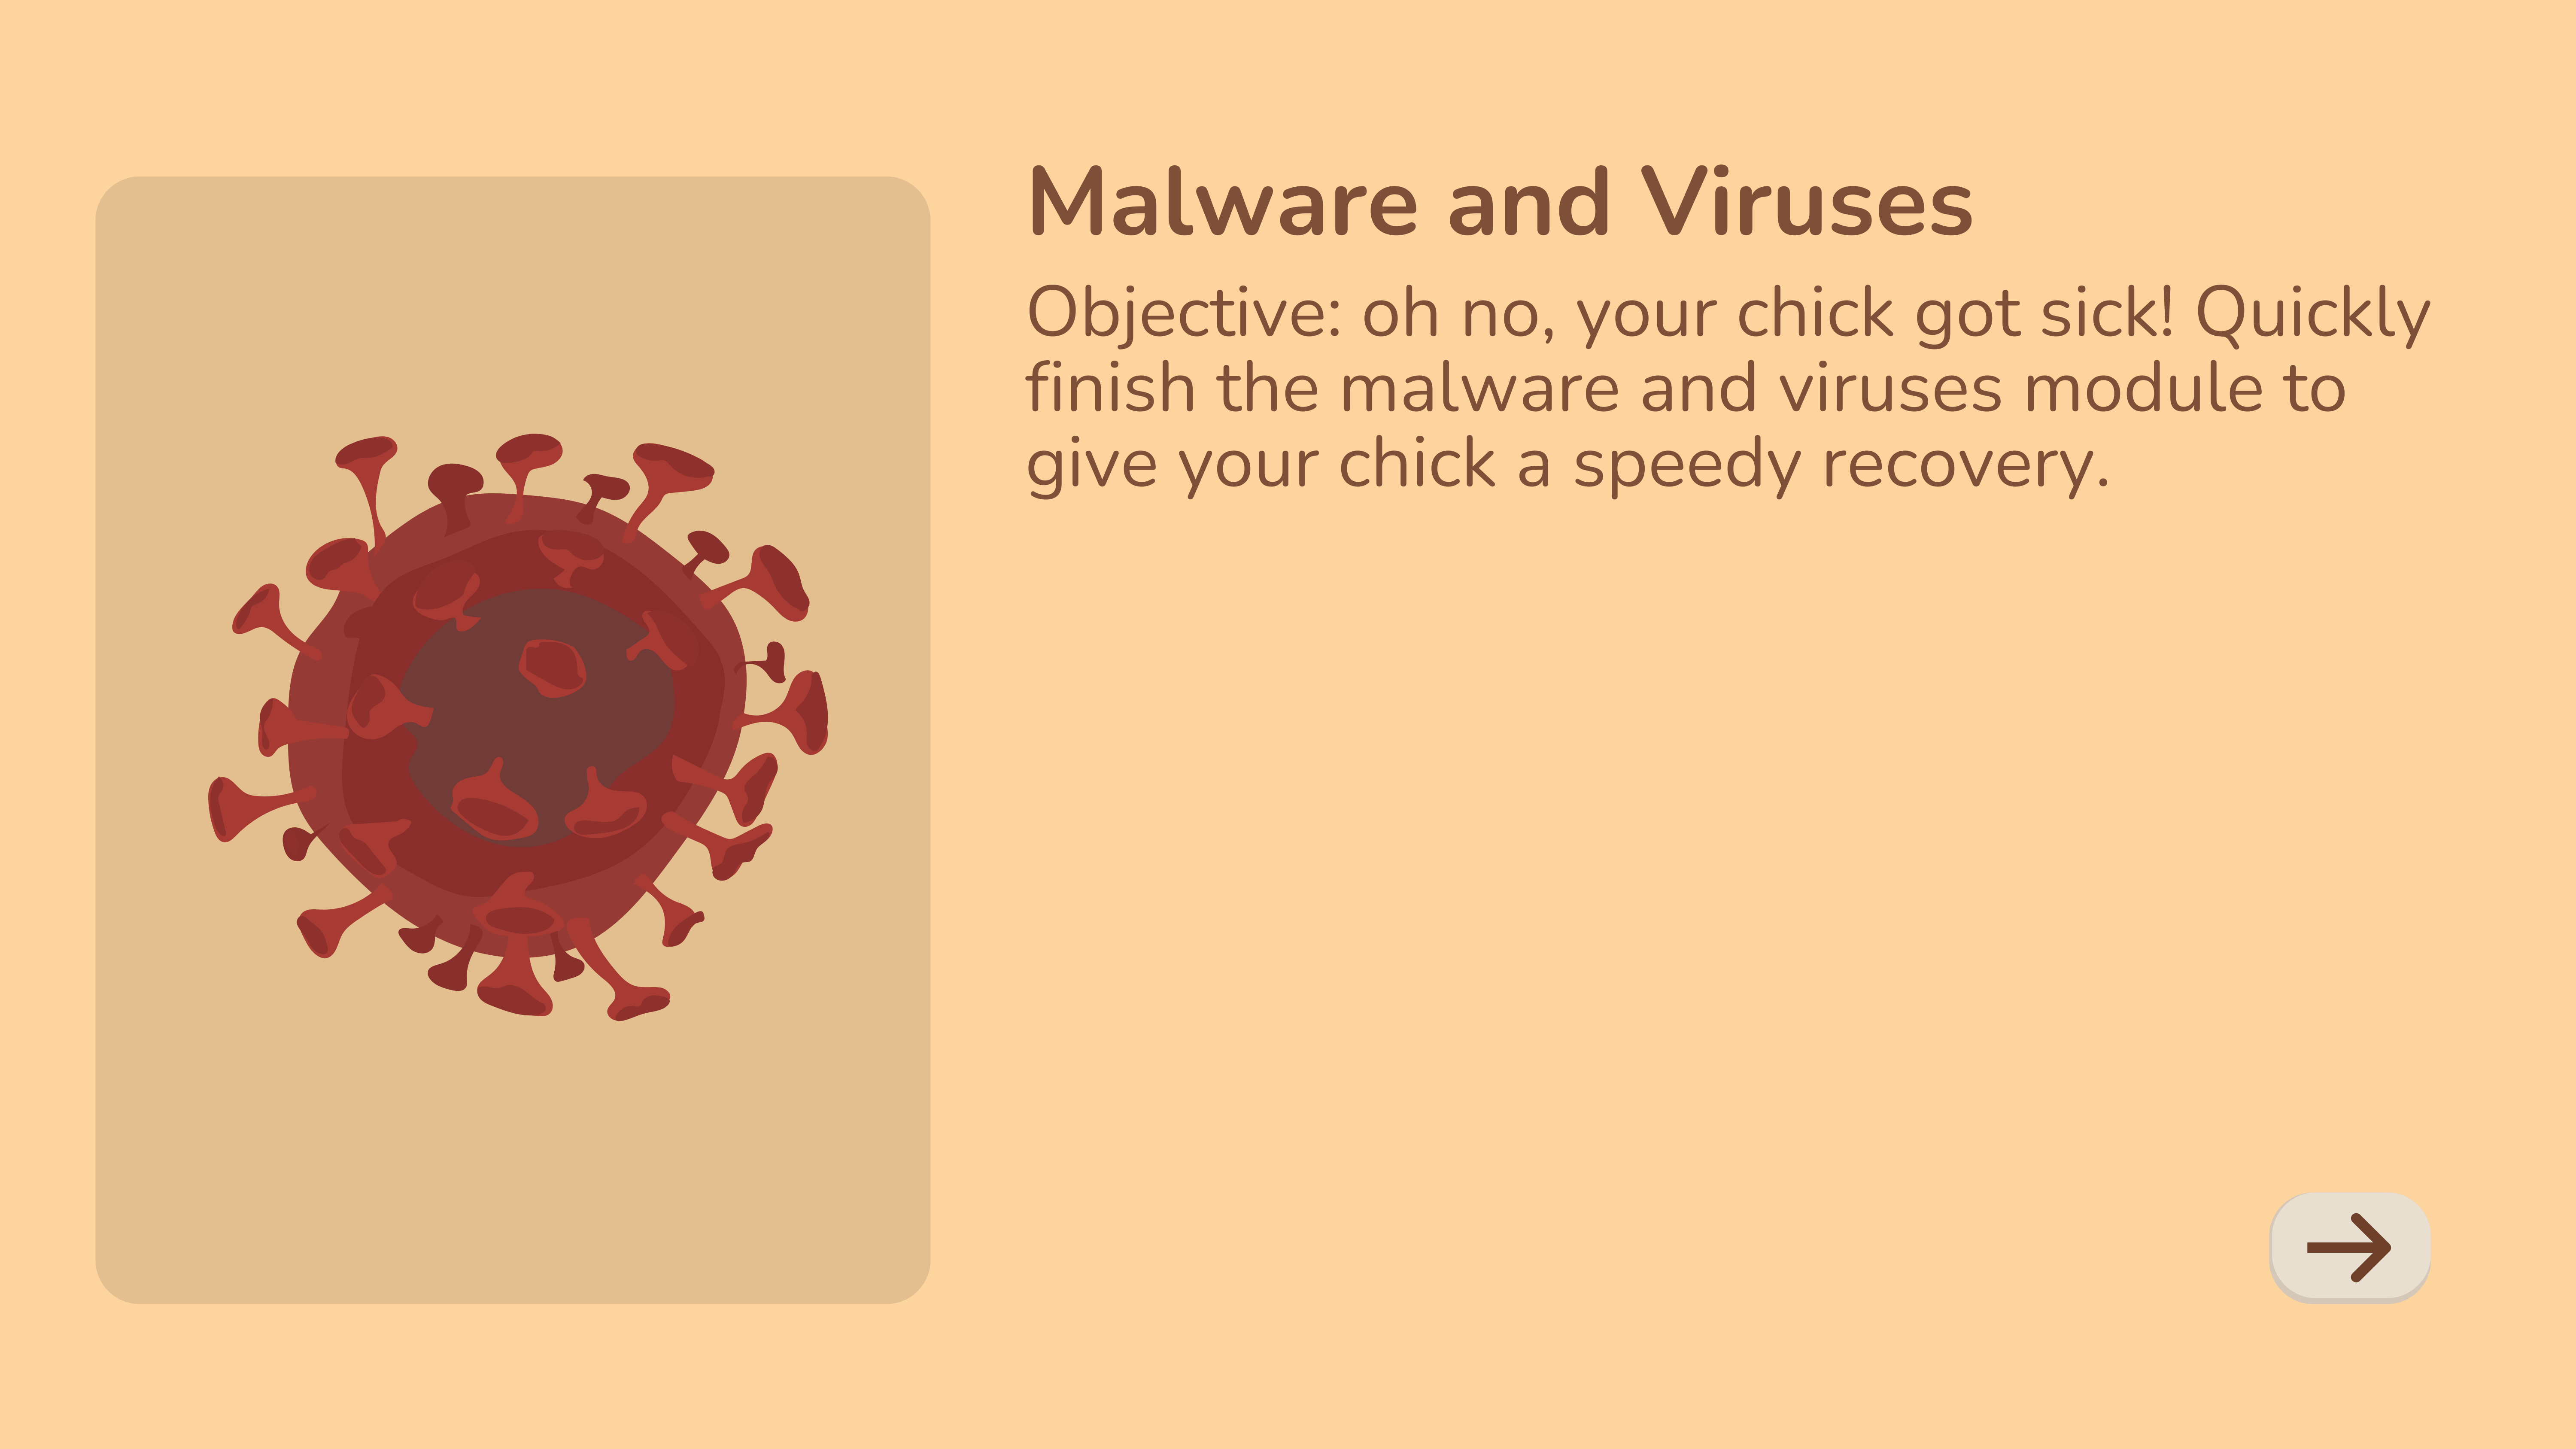 Malware and Viruses
Objective: oh no, your chick got sick! Quickly
finish the malware and viruses module to
give your chick a speedy recovery.